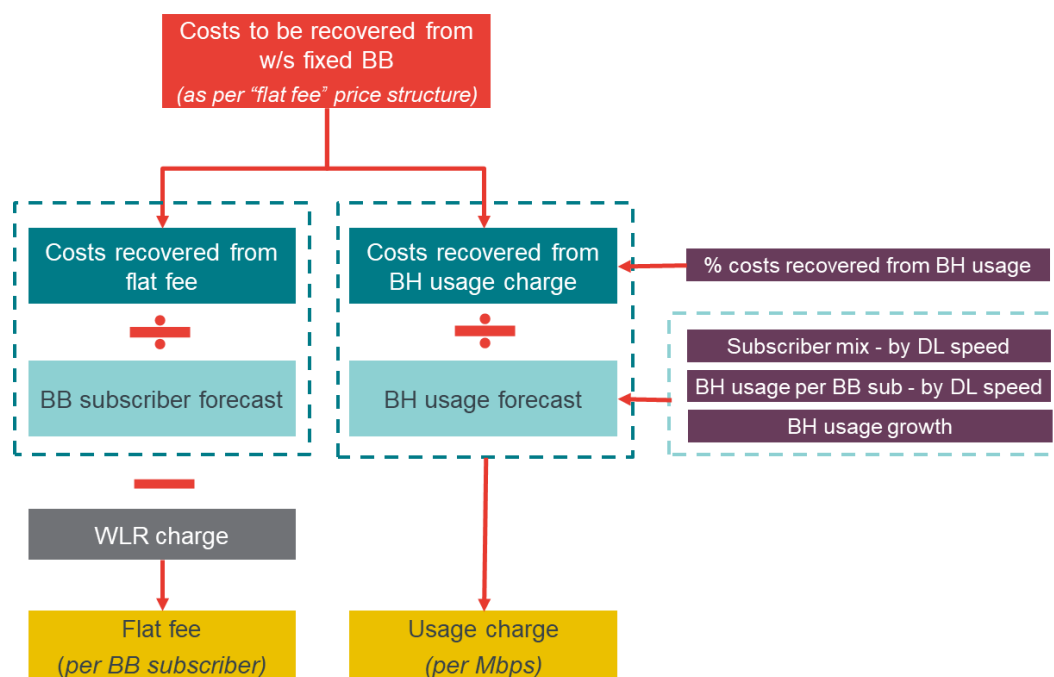 Costs to be recovered from
w/s fixed BB
(as per “flat fee” price structure)
Costs recovered from
flat fee
Costs recovered from
BH usage charge
% costs recovered from BH usage
BB subscriber forecast
BH usage forecast
Subscriber mix - by DL speed
BH usage per BB sub - by DL speed
BH usage growth
WLR charge
Flat fee
(per BB subscriber)
Usage charge
(per Mbps)